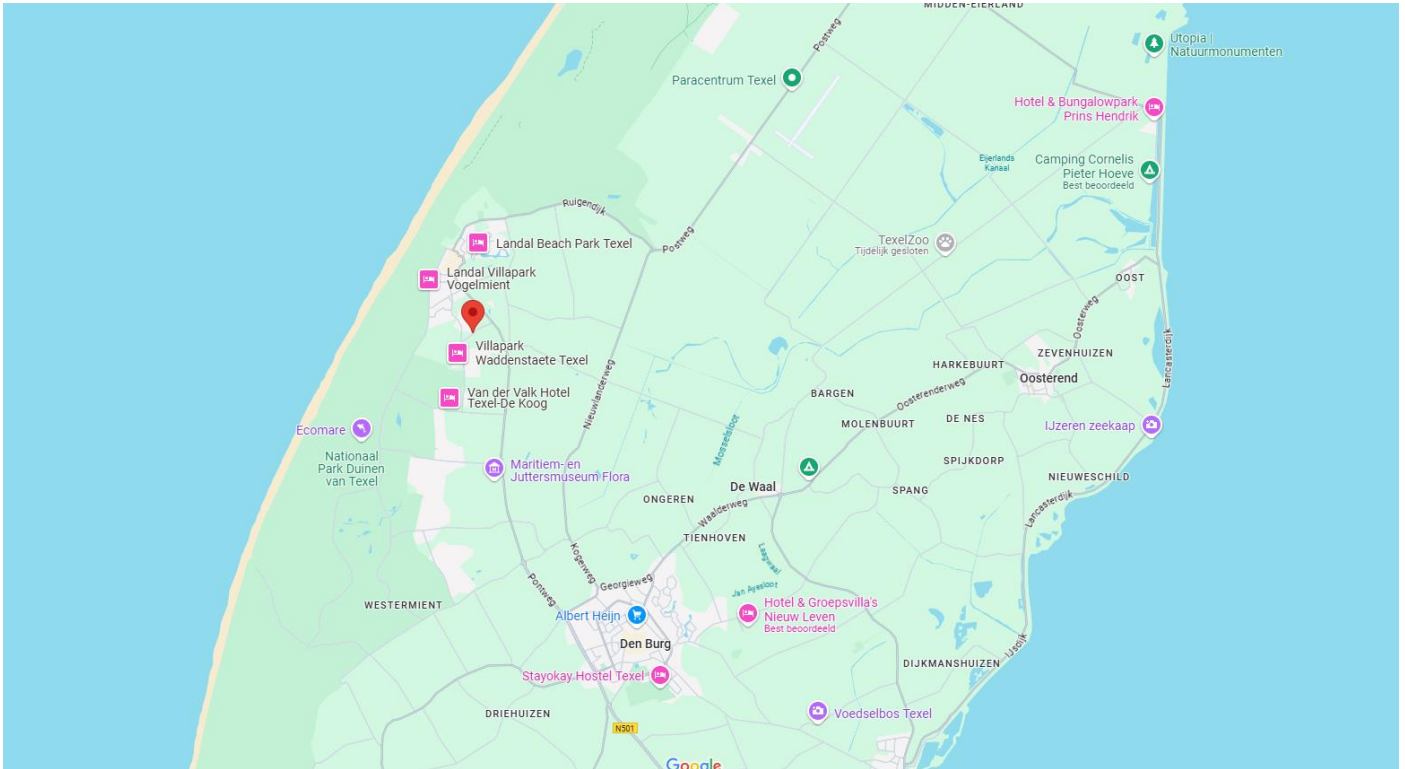 MIDDEN-EIERLAND
Postweg
Utopia |
Natuurmonumenten
Paracentrum Texel
Hotel & Bungalowpark
Prins Hendrik
Eijerlands
Kanaal
Camping Cornelis
Pieter Hoeve
Best beoordeeld
Ruigendijk
Postweg
Landal Beach Park Texel
TexelZoo
Tijdelijk gesloten
Landal Villapark
Vogelmient
OOST
Oosterweg
Lancasterdijk
Villapark
Waddenstaete Texel
ZEVENHUIZEN
HARKEBUURT
Oosterend
Van der Valk Hotel
Texel-De Koog
Nieuwlanderweg
BARGEN
Oosterenderweg
Ecomare
Mosselsloot
MOLENBUURT
DE NES
IJzeren zeekaap
Nationaal
Park Duinen
van Texel
Maritiem- en
Juttersmuseum Flora
SPIJKDORP
NIEUWESCHILD
De Waal
SPANG
ONGEREN
Waalderweg
Lancasterdijk
TIENHOVEN
Kogerweg
Laagwaal
Georgieweg
Jan Ayesloot
Pontweg
WESTERMIENT
Albert Heijn
Hotel & Groepsvilla's
Nieuw Leven
Best beoordeeld
Den Burg
IJsdijk
DIJKMANSHUIZEN
Stayokay Hostel Texel
DRIEHUIZEN
Voedselbos Texel
N501
Google